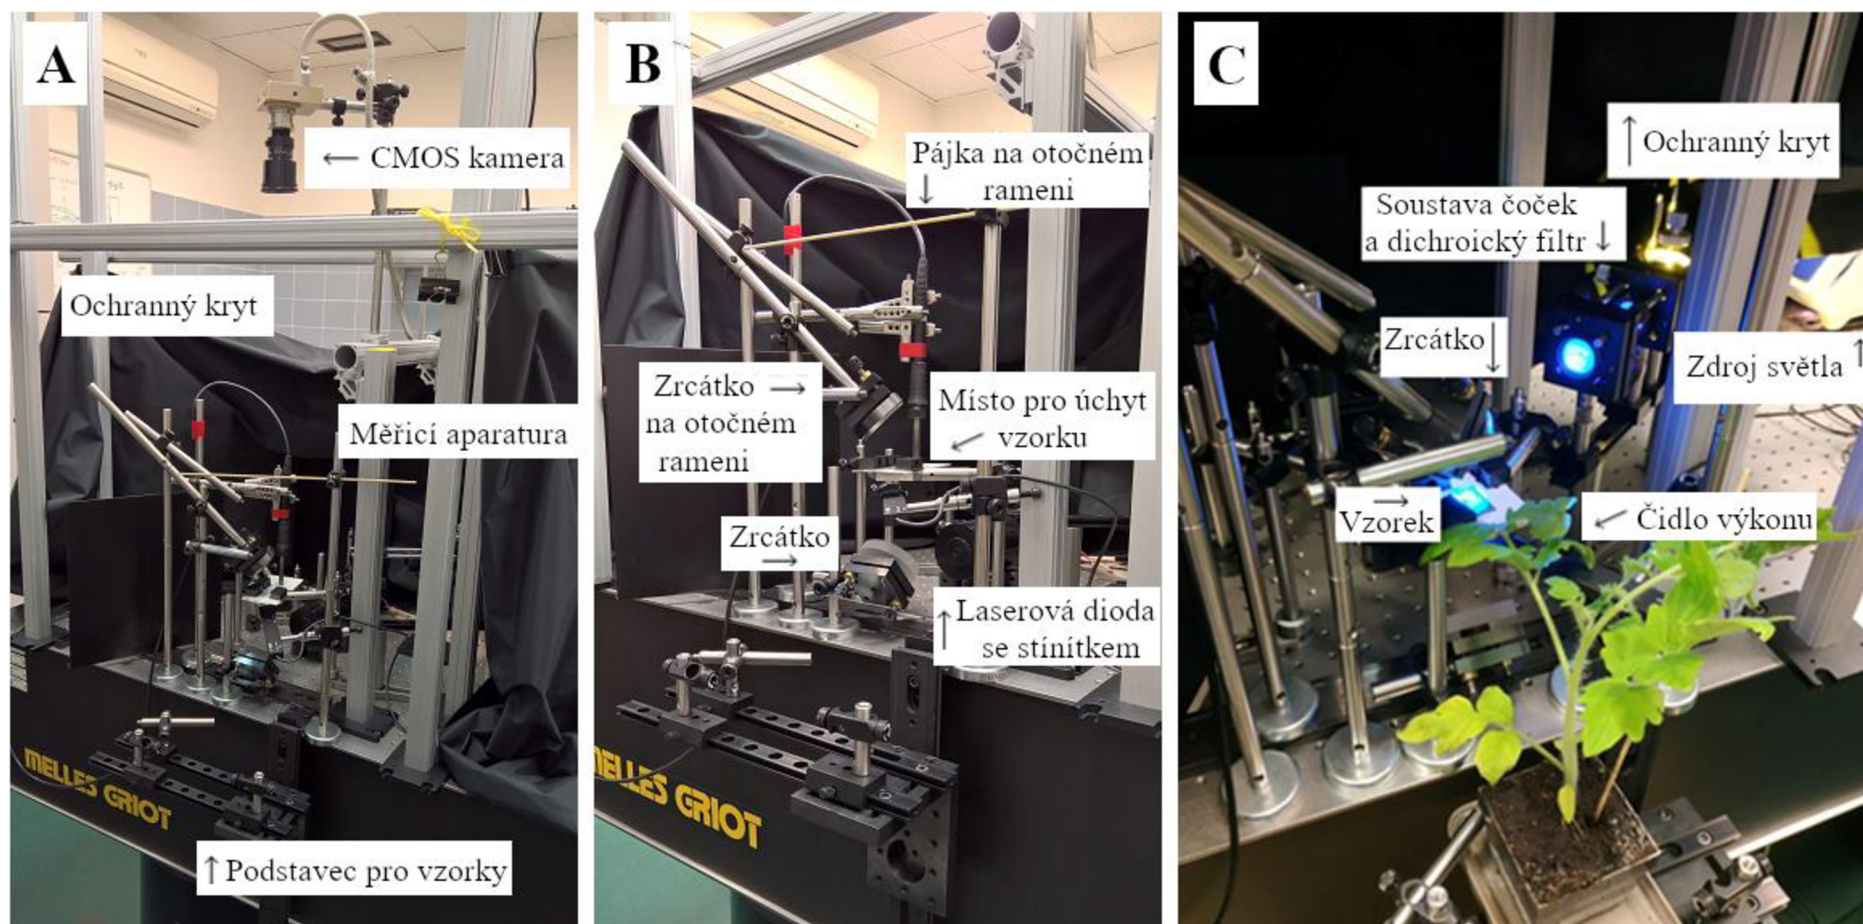 A
← CMOS kamera
Ochranný kryt
Měřicí aparatura
MELLES GRIOT
↑ Podstavec pro vzorky
B
Pájka na otočném
↓ rameni
Zrcátko →
na otočném
rameni
Místo pro úchyt
← vzorku
Zrcátko
→
↑ Laserová dioda
se stínítkem
MELLES GRIOT
C
↑ Ochranný kryt
Soustava čoček
a dichroický filtr ↓
Zrcátko ↓
Zdroj světla ↑
→
Vzorek
← Čidlo výkonu